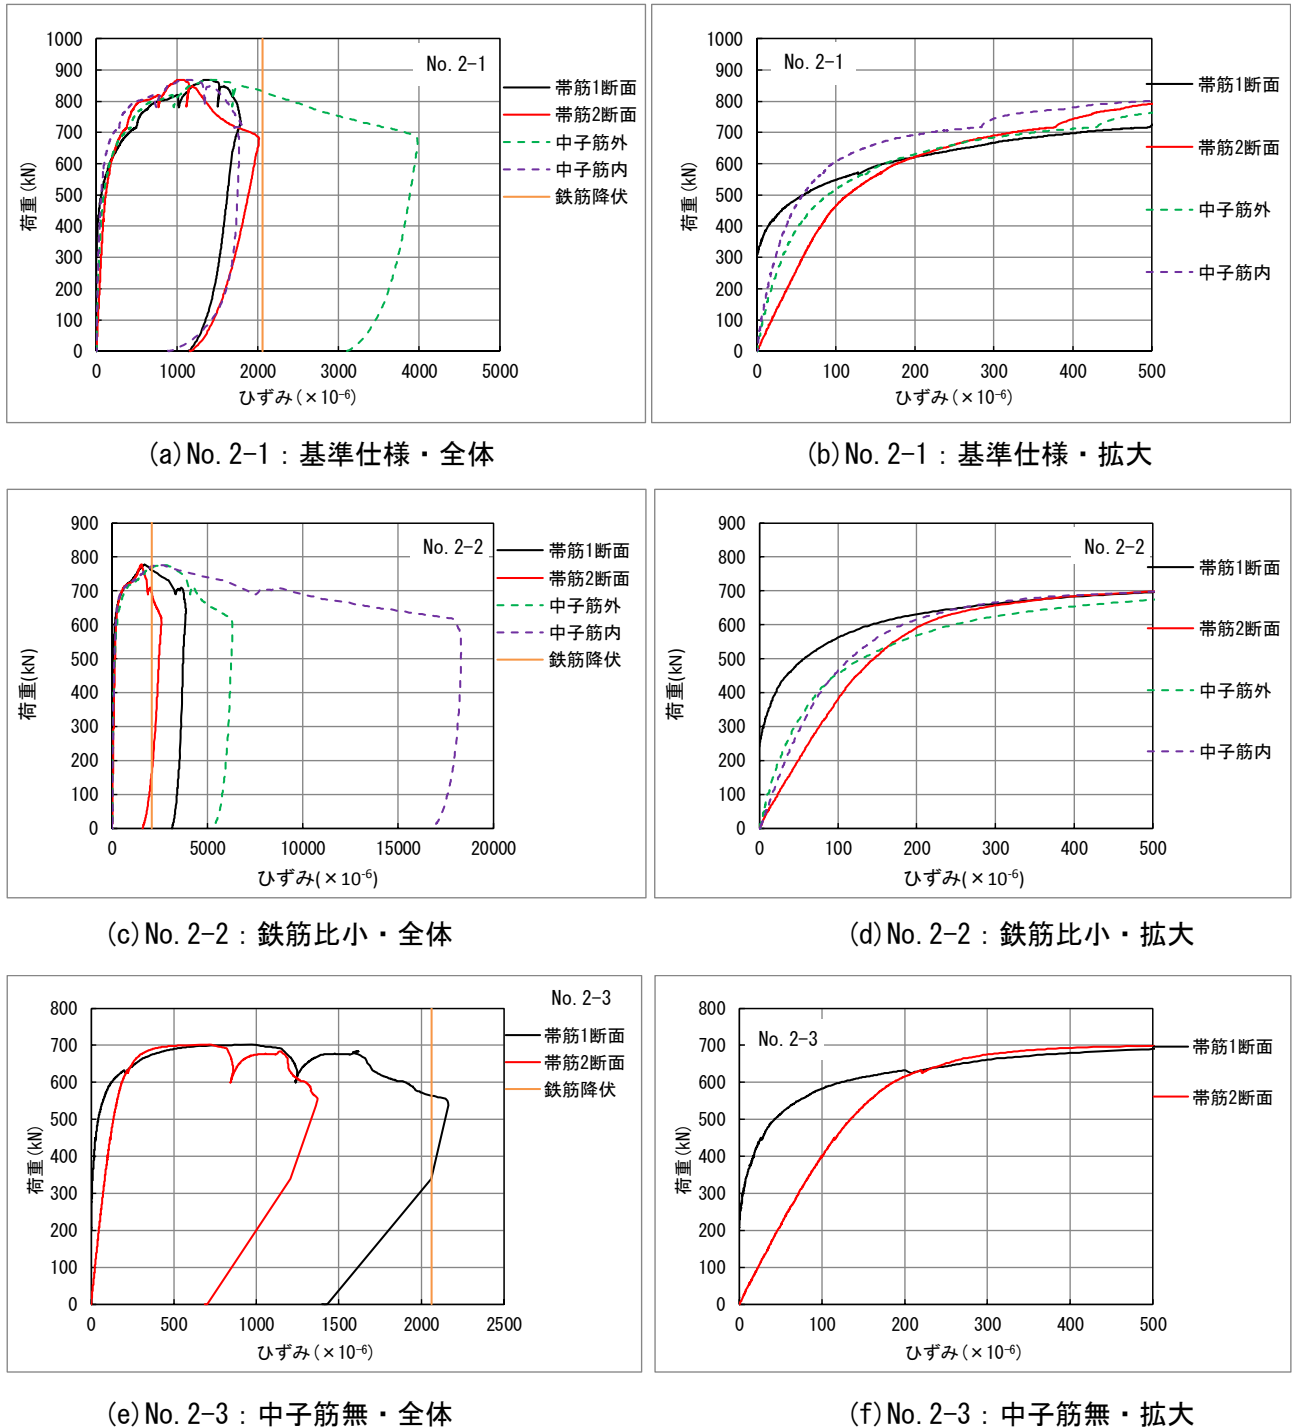 No.2-1
1000
900
800
700
600
500
400
300
200
100
0
荷重(kN)
0 1000 2000 3000 4000 5000
ひずみ(×10⁻⁶)
帯筋1断面
帯筋2断面
中子筋外
中子筋内
鉄筋降伏
(a)No.2-1：基準仕様・全体
No.2-1
1000
900
800
700
600
500
400
300
200
100
0
荷重(kN)
0 100 200 300 400 500
ひずみ(×10⁻⁶)
帯筋1断面
帯筋2断面
中子筋外
中子筋内
(b)No.2-1：基準仕様・拡大
No.2-2
900
800
700
600
500
400
300
200
100
0
荷重(kN)
0 5000 10000 15000 20000
ひずみ(×10⁻⁶)
帯筋1断面
帯筋2断面
中子筋外
中子筋内
鉄筋降伏
(c)No.2-2：鉄筋比小・全体
No.2-2
900
800
700
600
500
400
300
200
100
0
荷重(kN)
0 100 200 300 400 500
ひずみ(×10⁻⁶)
帯筋1断面
帯筋2断面
中子筋外
中子筋内
(d)No.2-2：鉄筋比小・拡大
No.2-3
800
700
600
500
400
300
200
100
0
荷重(kN)
0 500 1000 1500 2000 2500
ひずみ(×10⁻⁶)
帯筋1断面
帯筋2断面
鉄筋降伏
(e)No.2-3：中子筋無・全体
No.2-3
800
700
600
500
400
300
200
100
0
荷重(kN)
0 100 200 300 400 500
ひずみ(×10⁻⁶)
帯筋1断面
帯筋2断面
(f)No.2-3：中子筋無・拡大